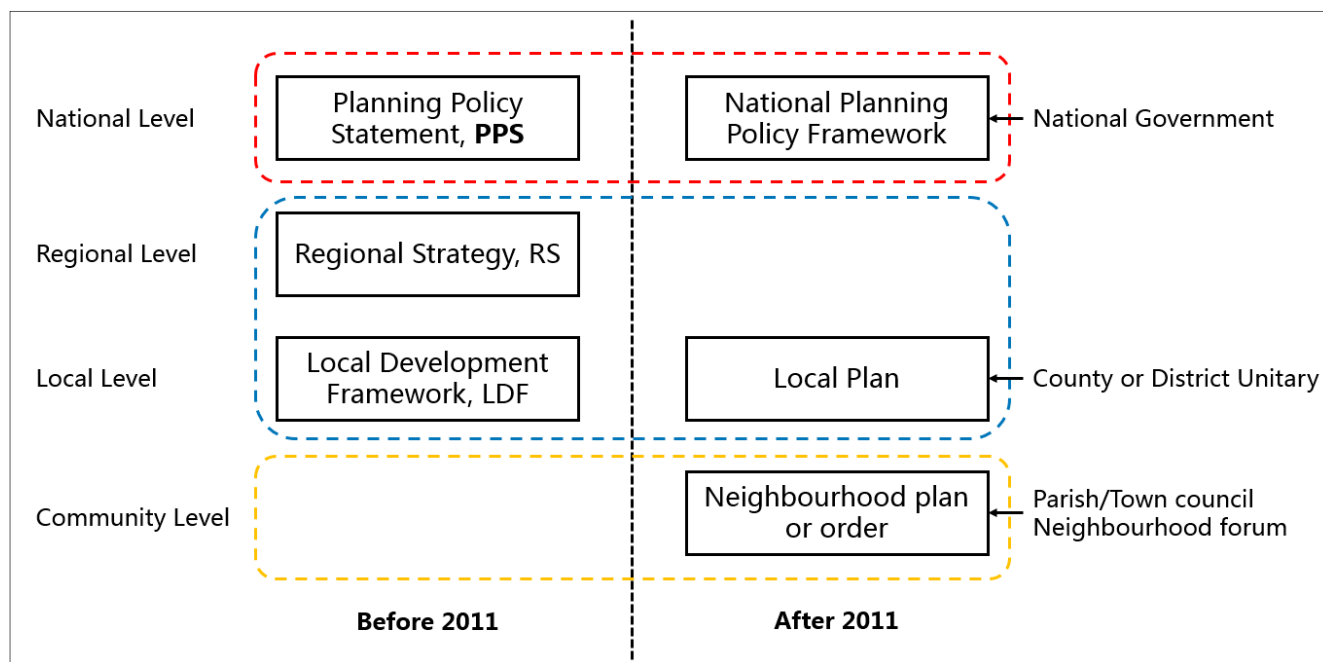 National Level
Planning Policy
Statement, PPS
National Planning
Policy Framework
National Government
Regional Level
Regional Strategy, RS
Local Level
Local Development
Framework, LDF
Local Plan
County or District Unitary
Community Level
Neighbourhood plan
or order
Parish/Town council
Neighbourhood forum
Before 2011
After 2011